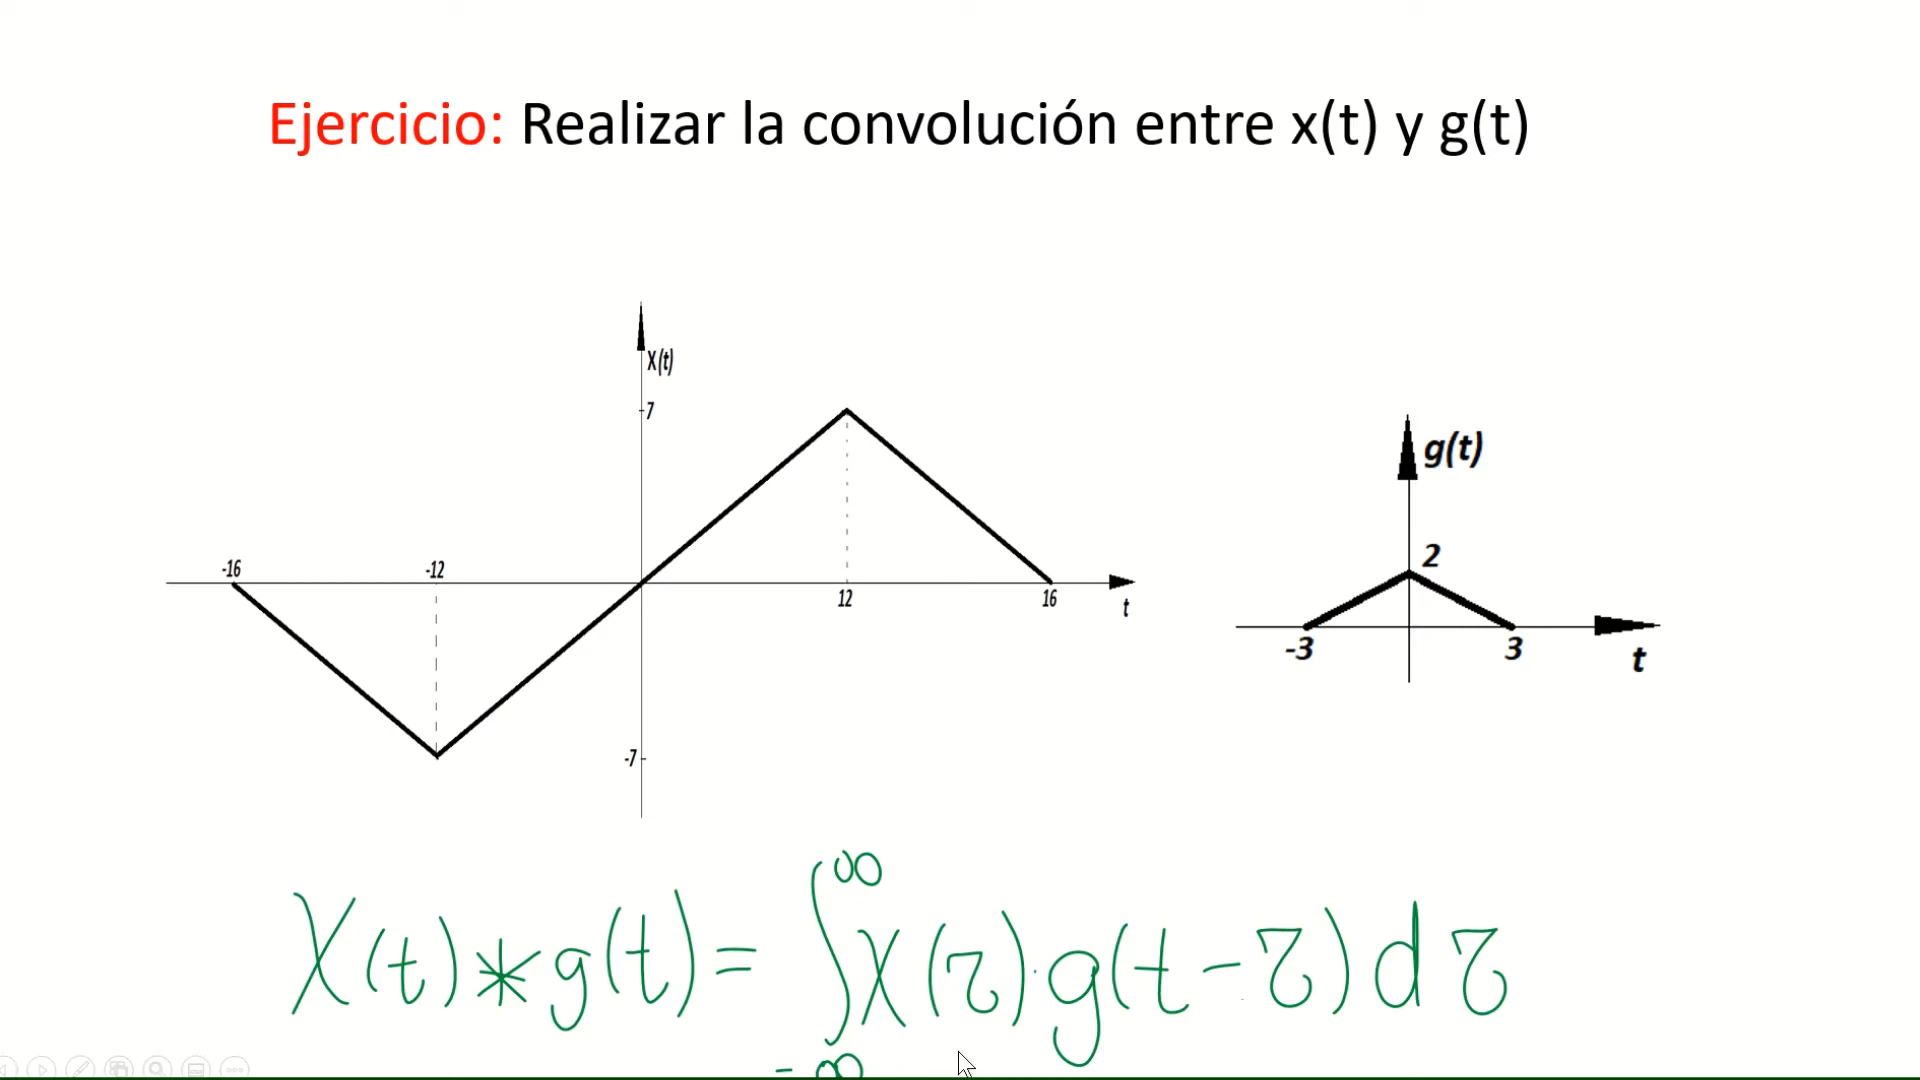 Ejercicio: Realizar la convolución entre x(t) y g(t)
X(t)
7
-16
-12
12
16
t
-7
g(t)
2
-3
3
t
X(t)*g(t)=∫∞ X(τ)·g(t-τ)dτ
-∞